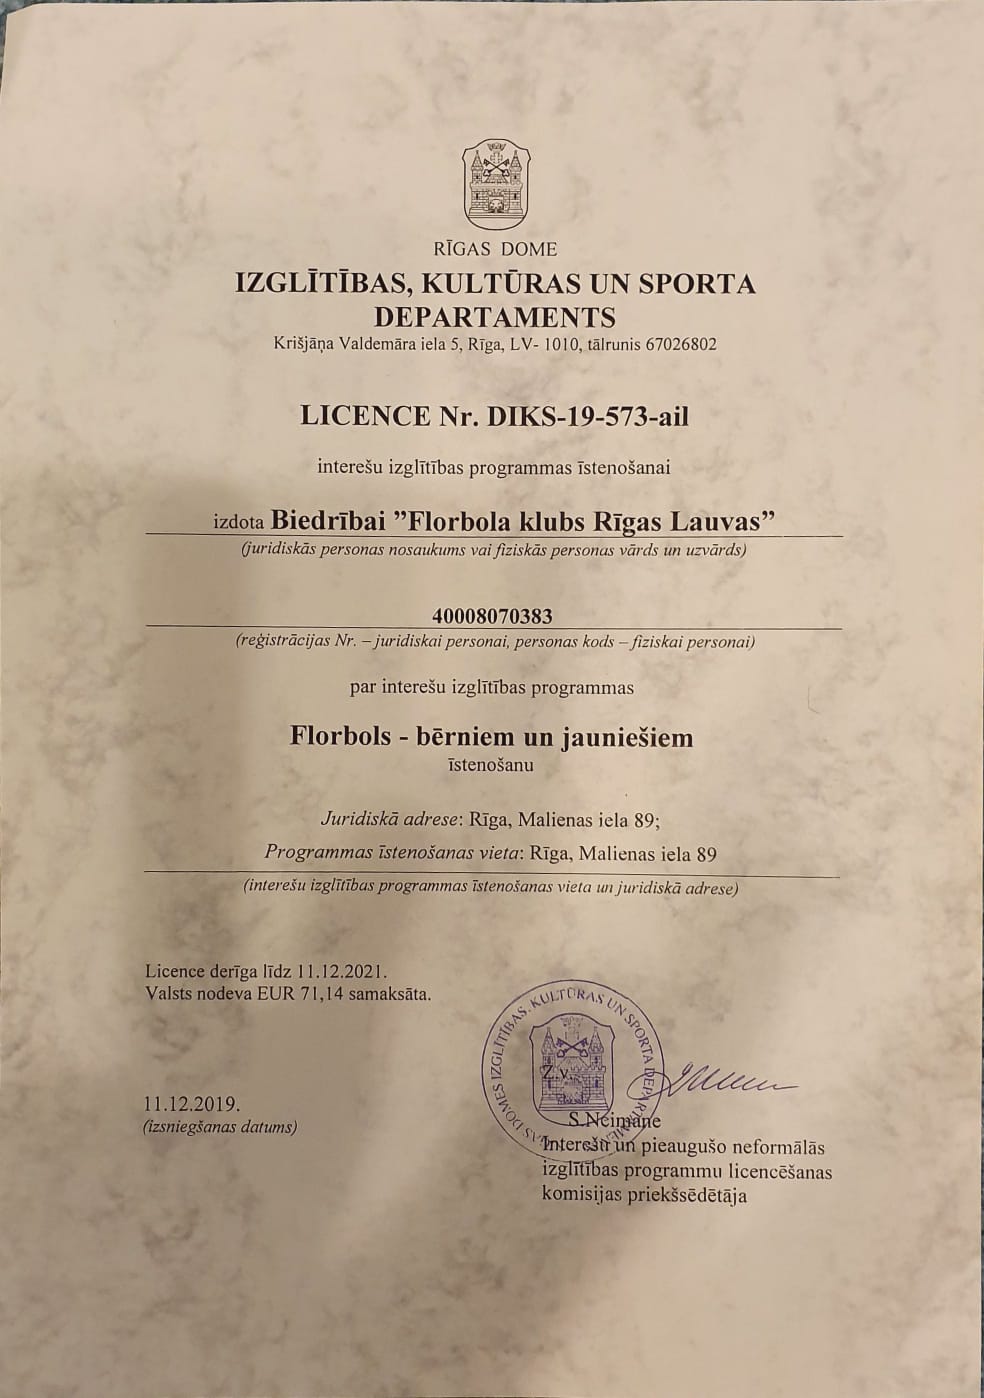 RĪGAS DOME
IZGLĪTĪBAS, KULTŪRAS UN SPORTA
DEPARTAMENTS
Krišjāņa Valdemāra iela 5, Rīga, LV- 1010, tālrunis 67026802
LICENCE Nr. DIKS-19-573-ail
interešu izglītības programmas īstenošanai
izdota Biedrībai ”Florbola klubs Rīgas Lauvas”
(juridiskās personas nosaukums vai fiziskās personas vārds un uzvārds)
40008070383
(reģistrācijas Nr. – juridiskai personai, personas kods – fiziskai personai)
par interešu izglītības programmas
Florbols - bērniem un jauniešiem
īstenošanu
Juridiskā adrese: Rīga, Malienas iela 89;
Programmas īstenošanas vieta: Rīga, Malienas iela 89
(interešu izglītības programmas īstenošanas vieta un juridiskā adrese)
Licence derīga līdz 11.12.2021.
Valsts nodeva EUR 71,14 samaksāta.
DOMES IZGLĪTĪBAS, KULTŪRAS UN SPORTA
Z.v.
11.12.2019.
(izsniegšanas datums)
S.Neimane
Interešu un pieaugušo neformālās
izglītības programmu licencēšanas
komisijas priekšsēdētāja